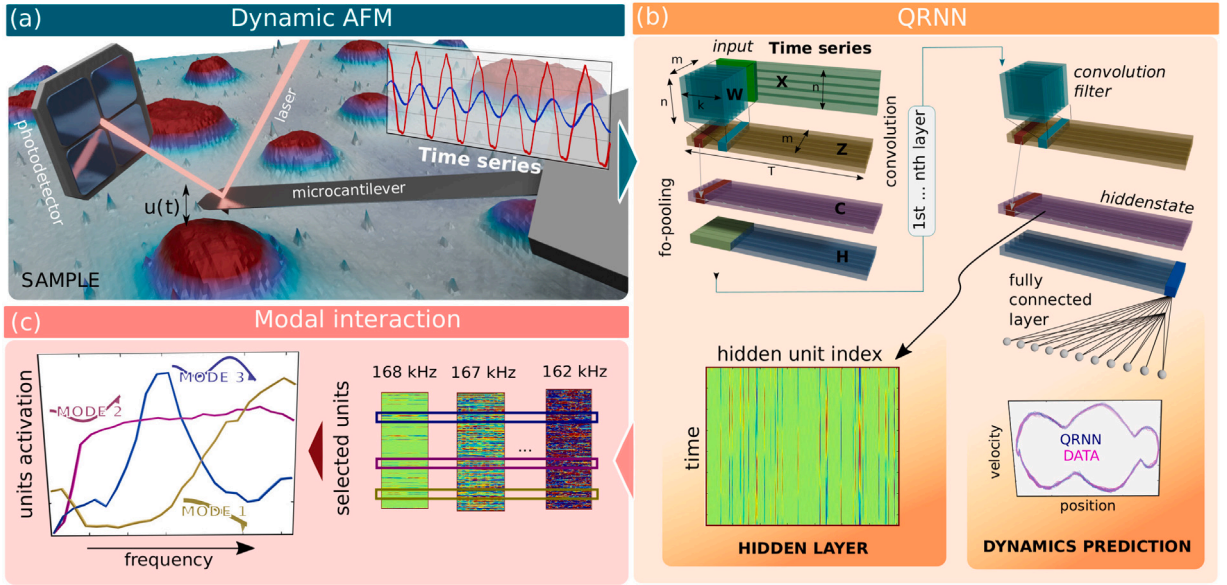 (a)
Dynamic AFM
photodetector
laser
Time series
microcantilever
u(t)
SAMPLE
(b)
QRNN
input
Time series
m
n
k
W
X
n
m
Z
T
convolution
C
fo-pooling
H
1st ... nth layer
convolution
filter
hiddenstate
fully
connected
layer
hidden unit index
time
HIDDEN LAYER
velocity
QRNN
DATA
position
DYNAMICS PREDICTION
(c)
Modal interaction
units activation
MODE 3
MODE 2
MODE 1
frequency
selected units
168 kHz
167 kHz
162 kHz
...